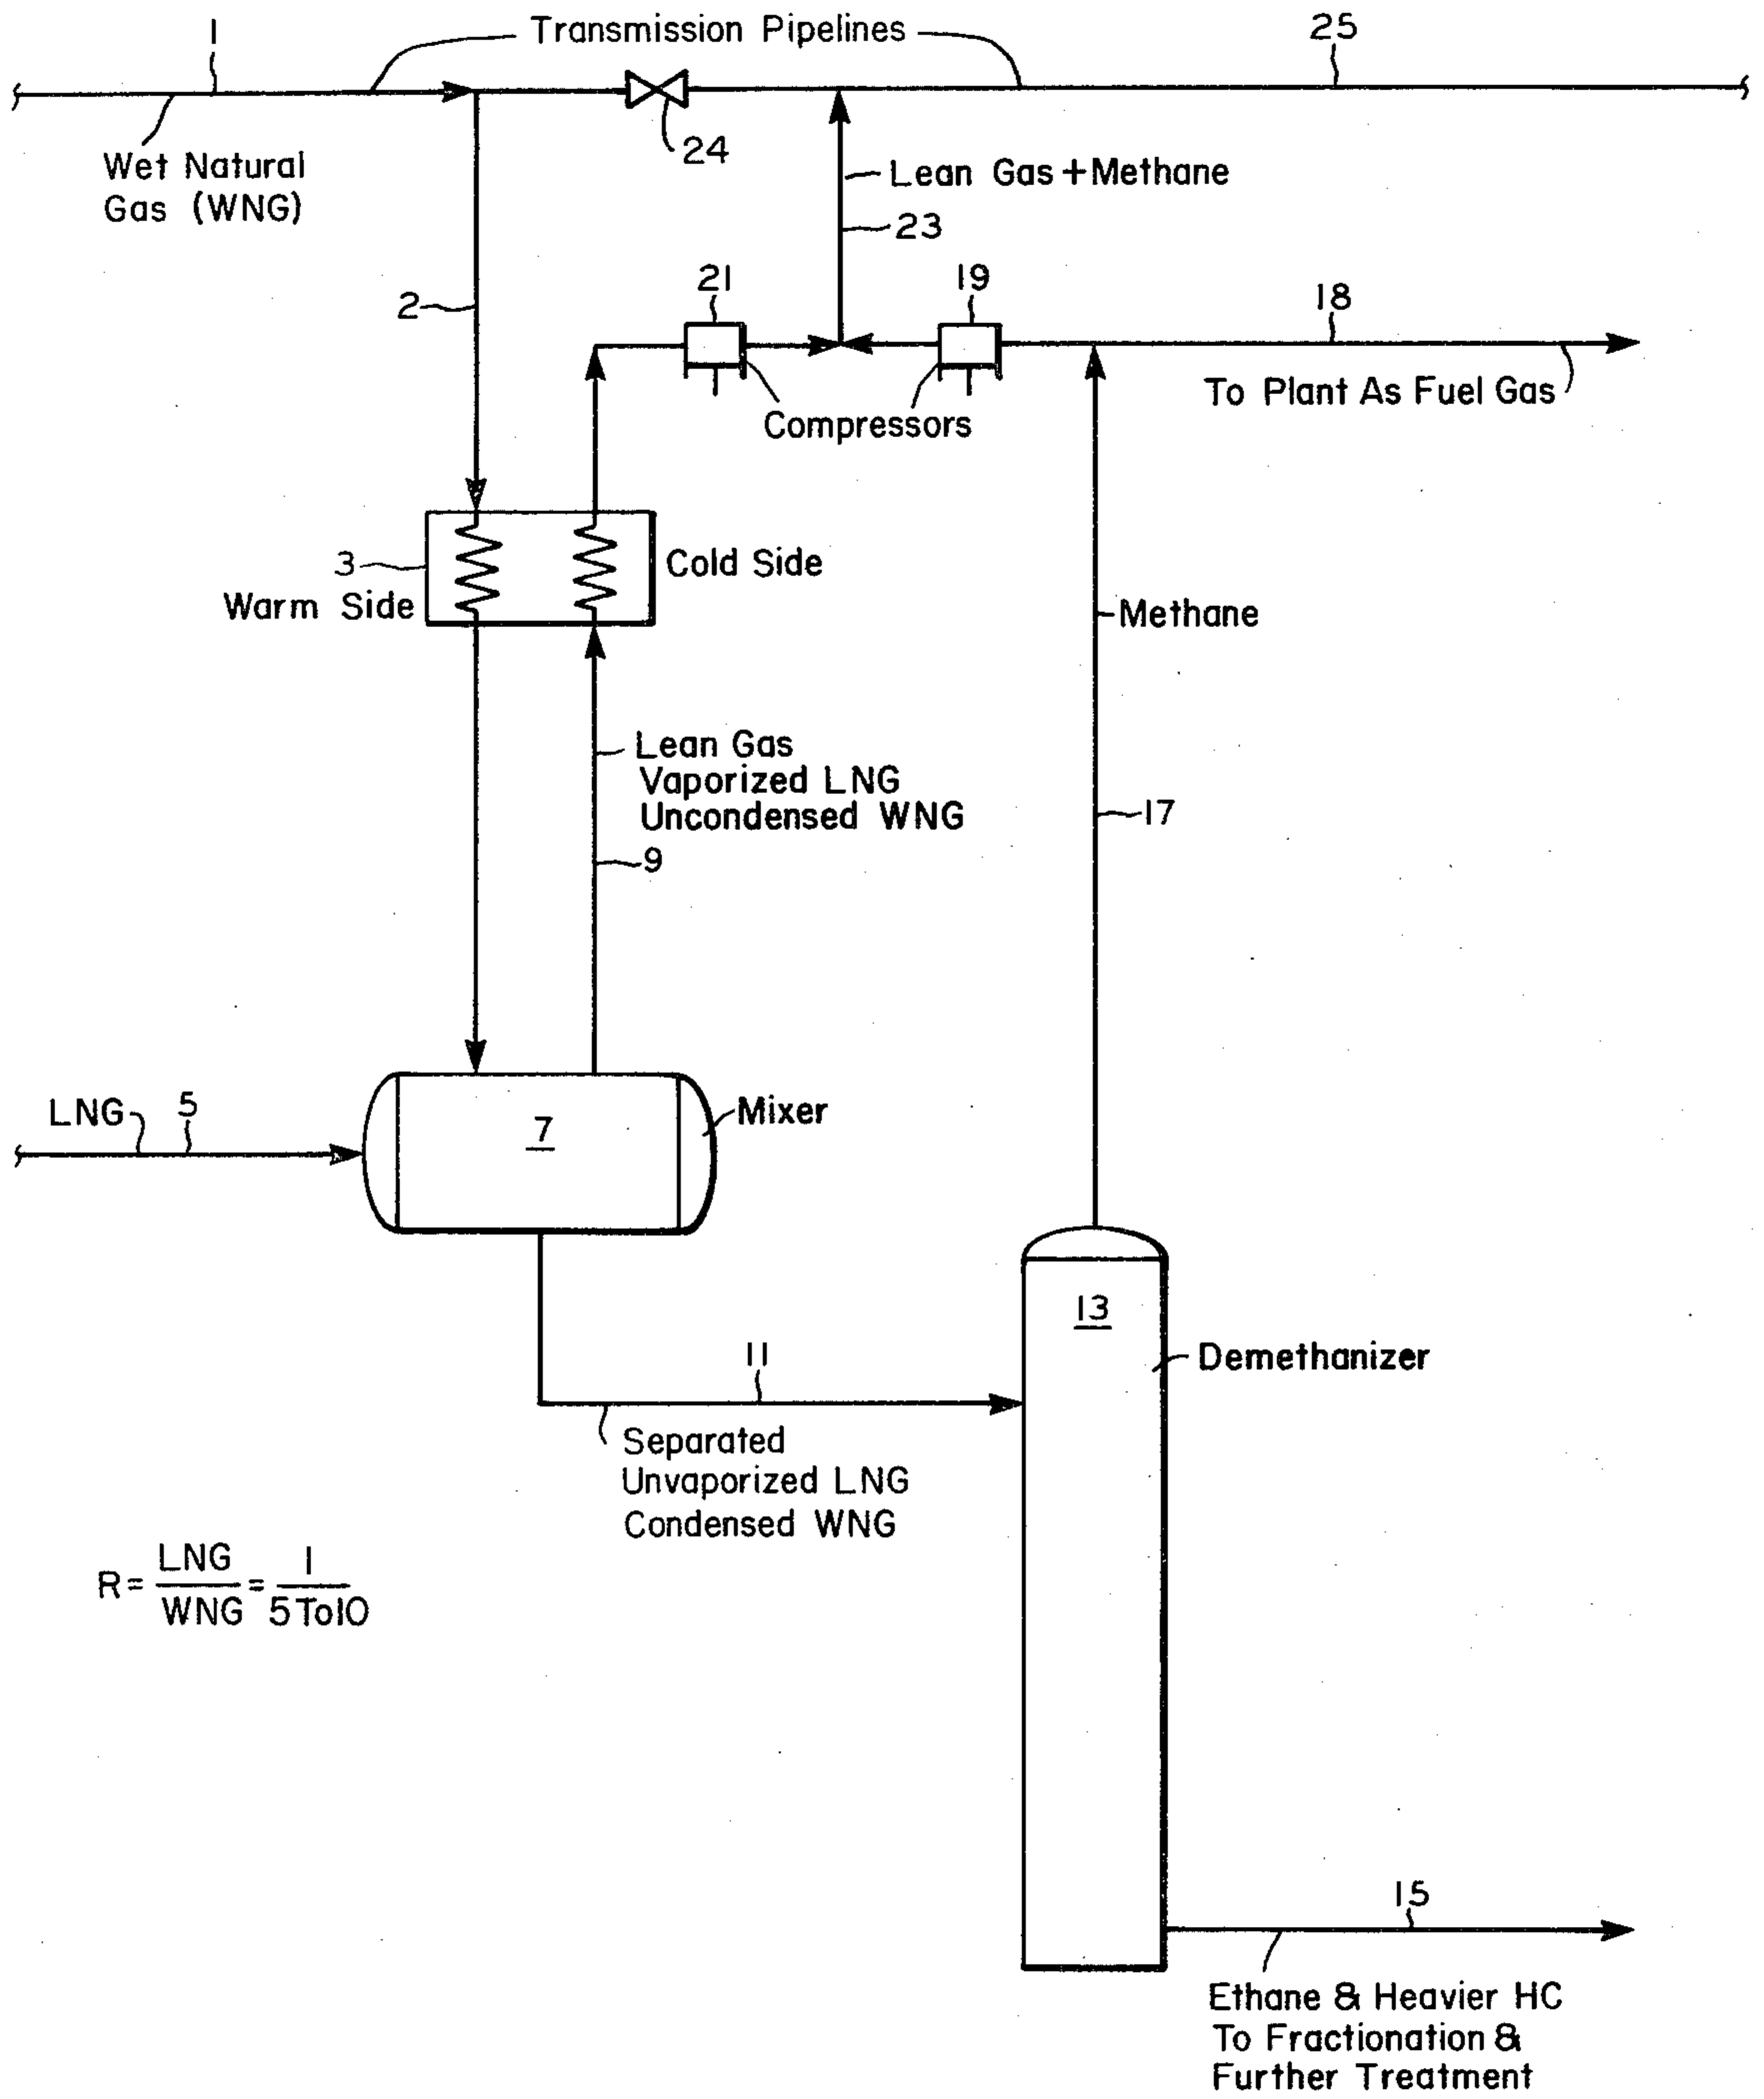 1
Transmission Pipelines
25
Wet Natural
Gas (WNG)
24
Lean Gas + Methane
23
2
21
19
18
Compressors
To Plant As Fuel Gas
3
Cold Side
Warm Side
Methane
Lean Gas
Vaporized LNG
Uncondensed WNG
17
9
LNG
5
7
Mixer
13
Demethanizer
11
Separated
Unvaporized LNG
Condensed WNG
R = LNG / WNG = 1 / 5 To 10
15
Ethane & Heavier HC
To Fractionation &
Further Treatment